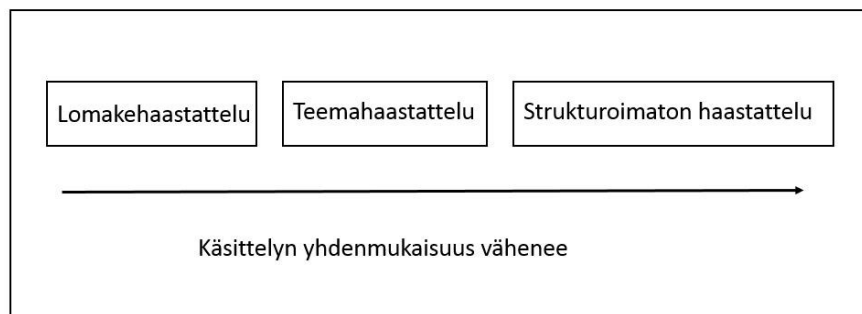 Lomakehaastattelu
Teemahaastattelu
Strukturoimaton haastattelu
Käsittelyn yhdenmukaisuus vähenee